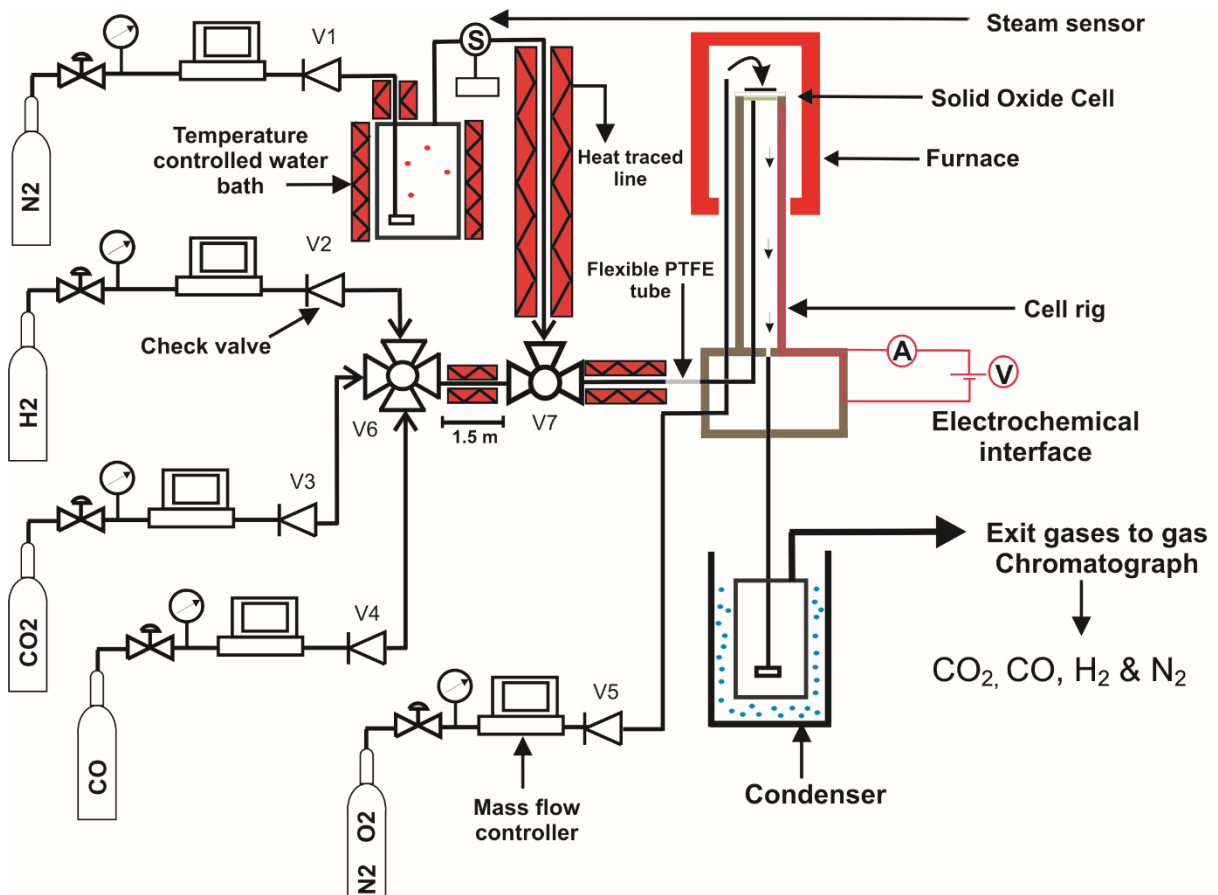 Steam sensor
V1
S
N2
Temperature
controlled water
bath
Heat traced
line
Solid Oxide Cell
Furnace
V2
H2
Check valve
Flexible PTFE
tube
Cell rig
A
V
V6
1.5 m
V7
Electrochemical
interface
V3
CO2
V4
CO
Exit gases to gas
Chromatograph
CO₂, CO, H₂ & N₂
V5
N2 O2
Mass flow
controller
Condenser